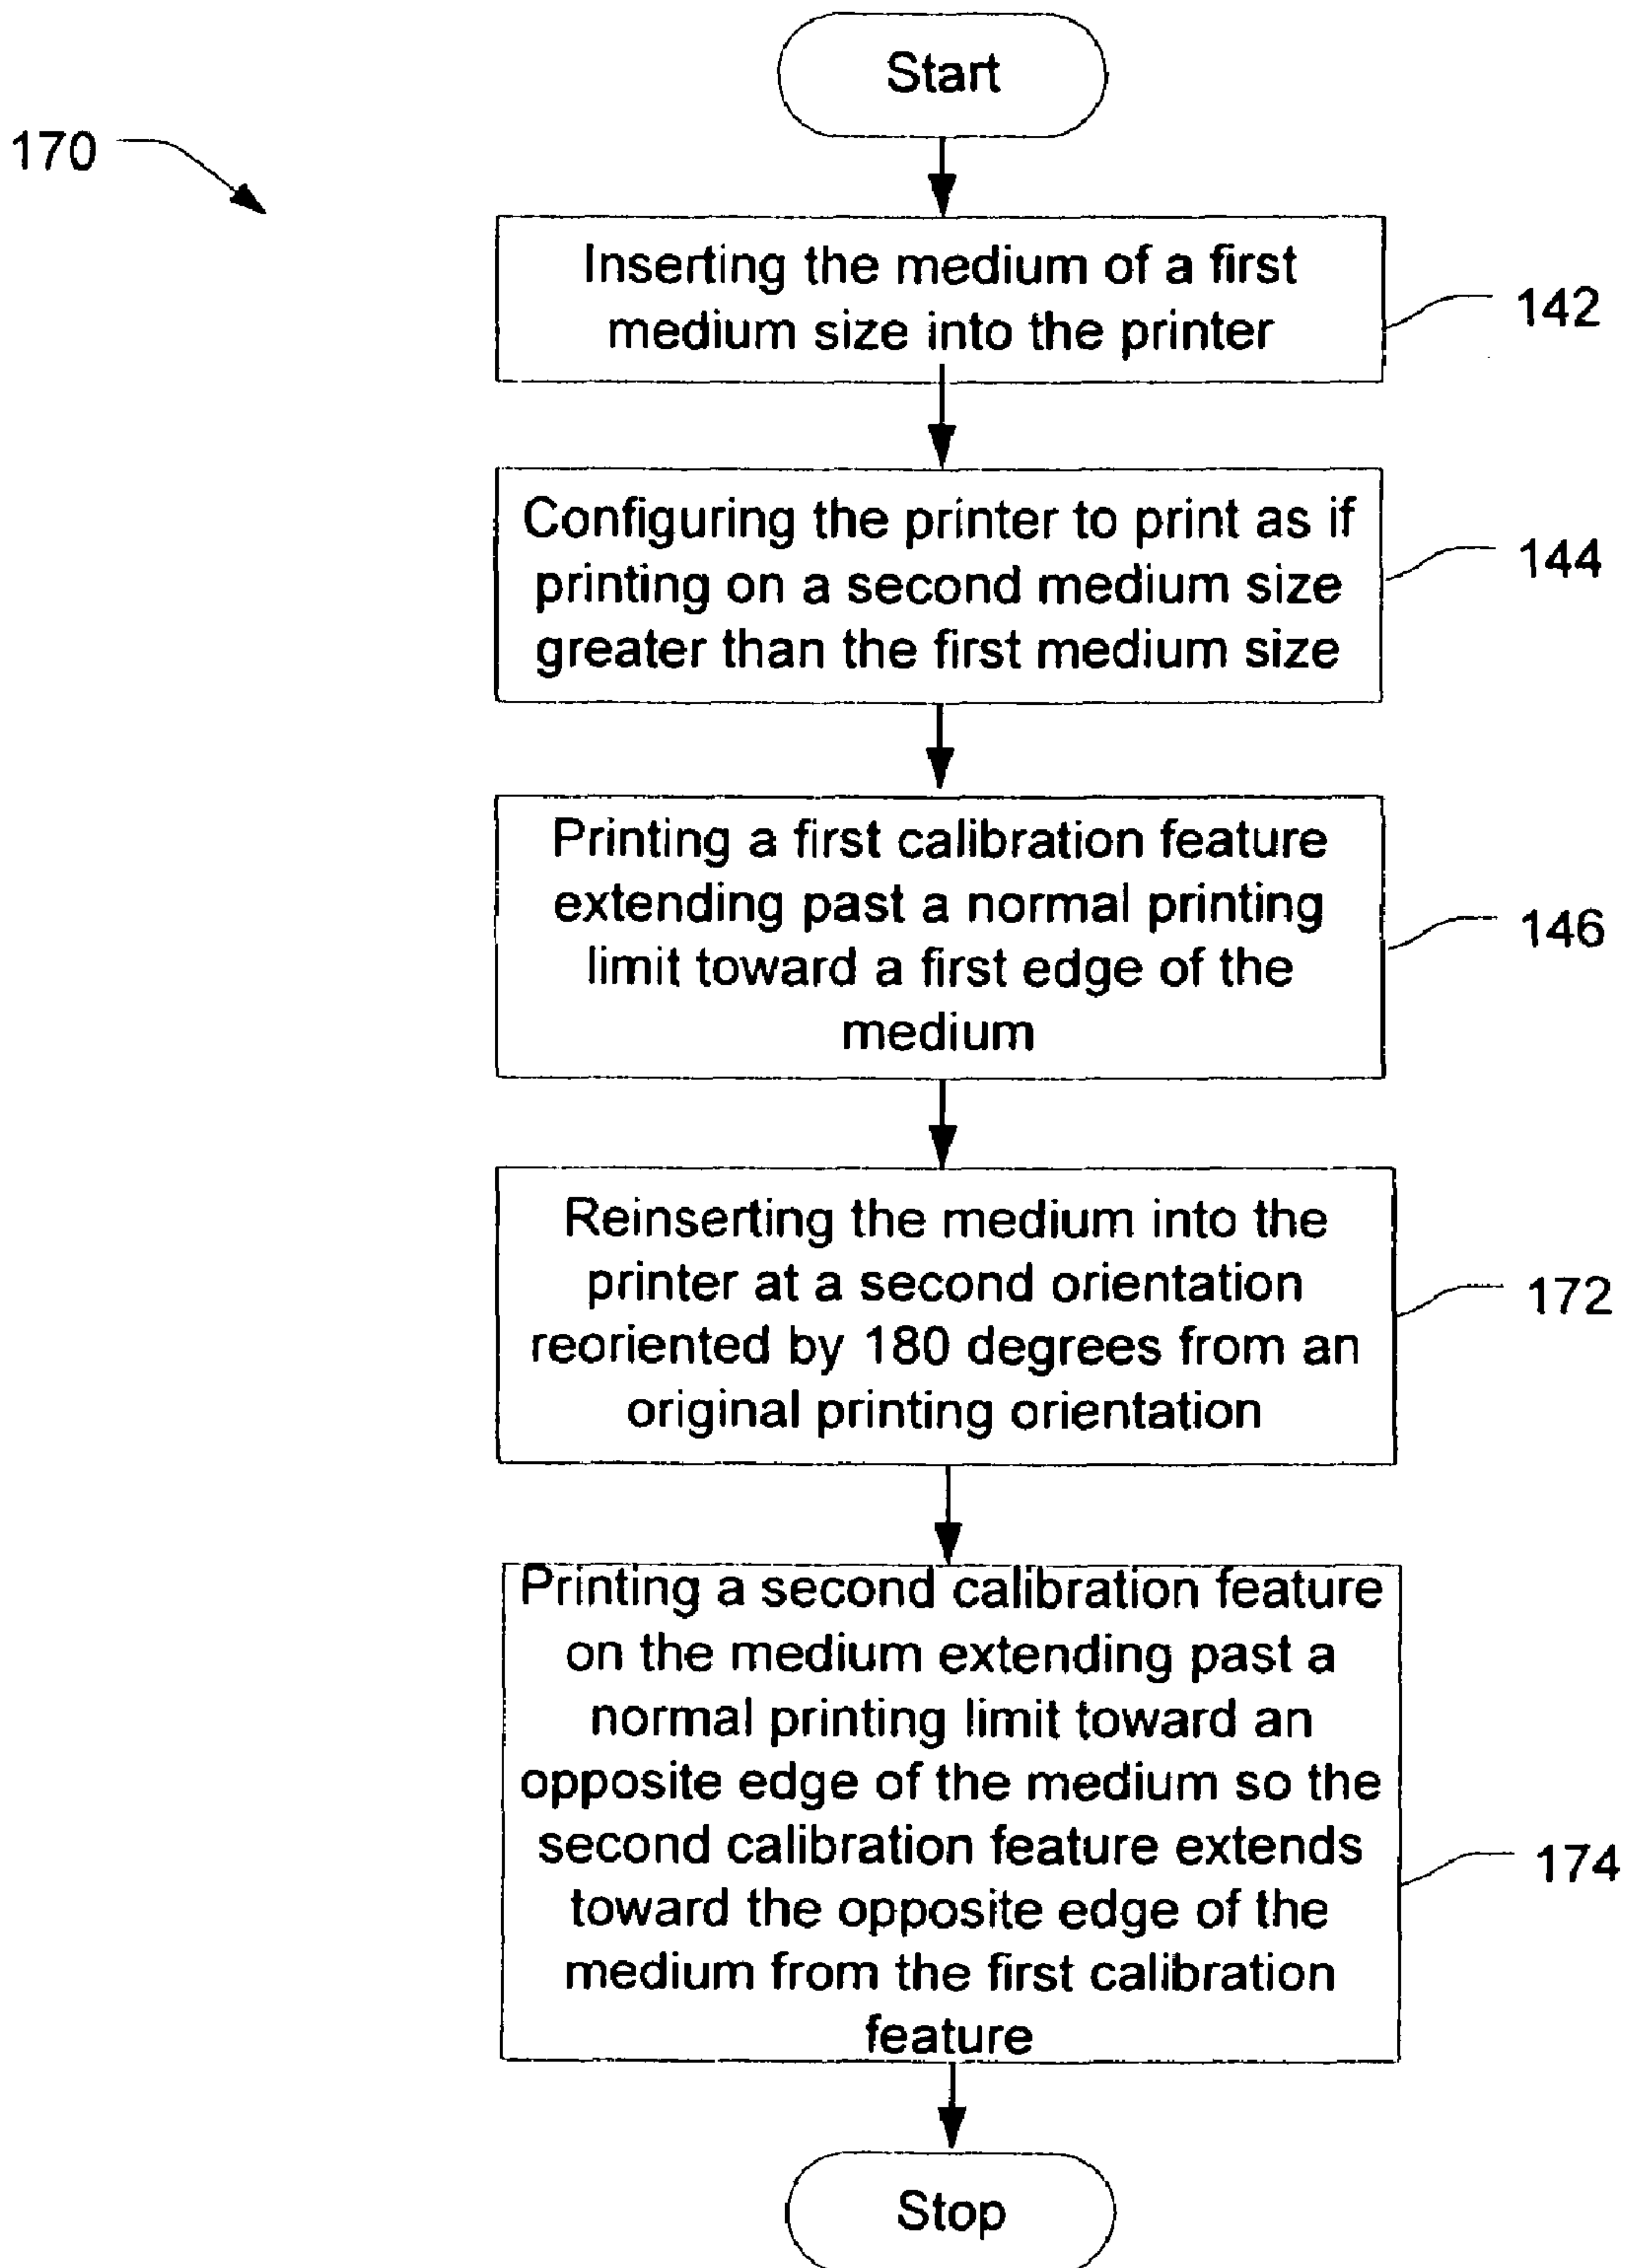 Start
170
Inserting the medium of a first
medium size into the printer
142
Configuring the printer to print as if
printing on a second medium size
greater than the first medium size
144
Printing a first calibration feature
extending past a normal printing
limit toward a first edge of the
medium
146
Reinserting the medium into the
printer at a second orientation
reoriented by 180 degrees from an
original printing orientation
172
Printing a second calibration feature
on the medium extending past a
normal printing limit toward an
opposite edge of the medium so the
second calibration feature extends
toward the opposite edge of the
medium from the first calibration
feature
174
Stop